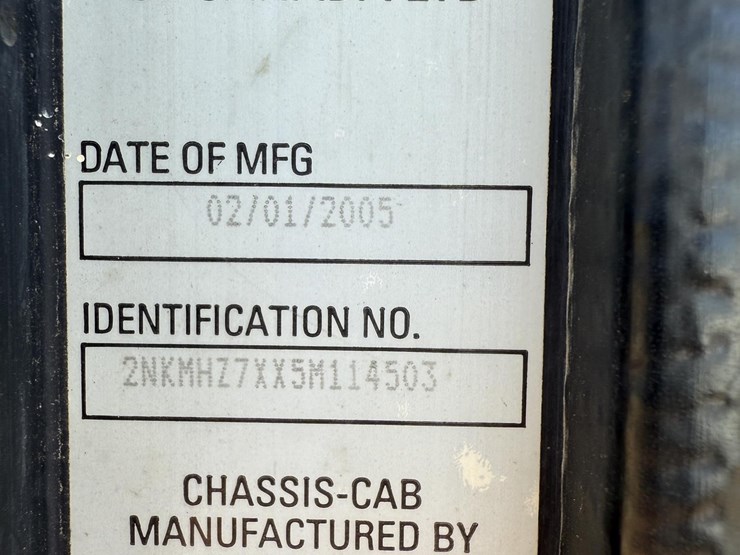 DATE OF MFG
02/01/2005
IDENTIFICATION NO.
2NKMHZ7XX5M114503
CHASSIS-CAB
MANUFACTURED BY